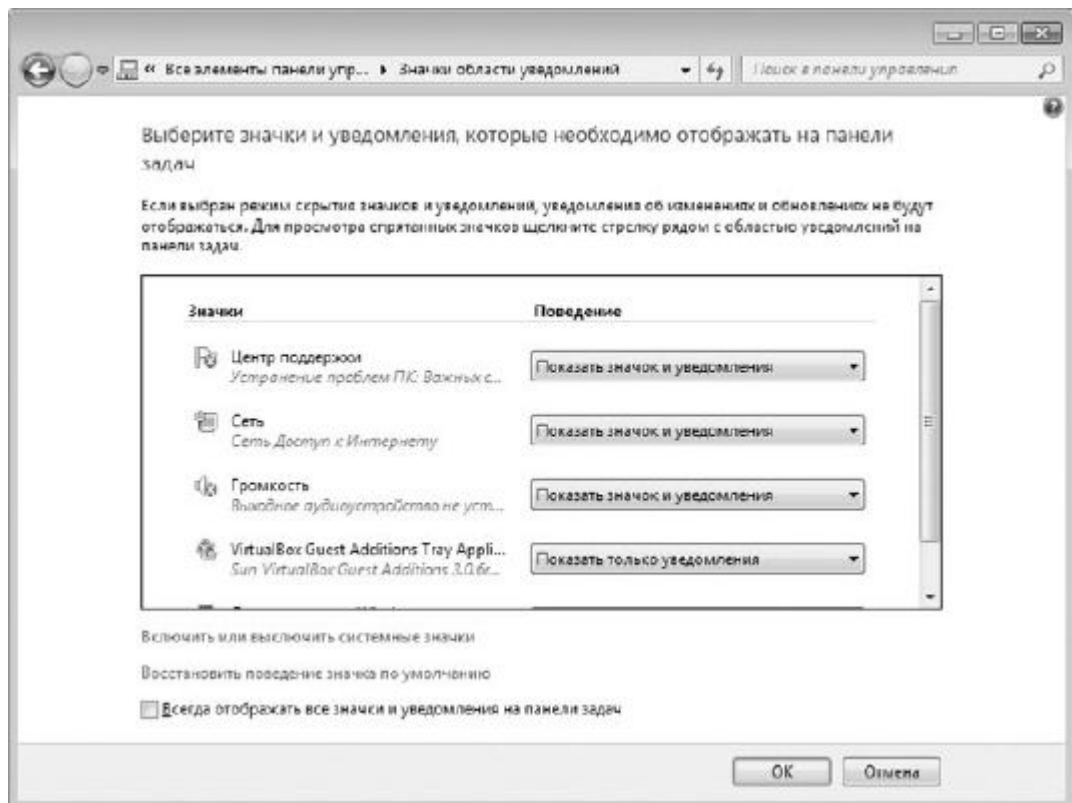 « Все элементы панели упр... ▸ Значки области уведомлений
Поиск в панели управления
Выберите значки и уведомления, которые необходимо отображать на панели
задач
Если выбран режим скрытия значков и уведомлений, уведомления об изменениях и обновлениях не будут
отображаться. Для просмотра спрятанных значков щелкните стрелку рядом с областью уведомлений на
панели задач.
Значки
Поведение
Центр поддержки
Устранение проблем ПК: Важных с...
Показать значок и уведомления
Сеть
Сеть Доступ к Интернету
Показать значок и уведомления
Громкость
Выходное аудиоустройство не уст...
Показать значок и уведомления
VirtualBox Guest Additions Tray Appli...
Sun VirtualBox Guest Additions 3.0.6r...
Показать только уведомления
Включить или выключить системные значки
Восстановить поведение значка по умолчанию
Всегда отображать все значки и уведомления на панели задач
ОК
Отмена